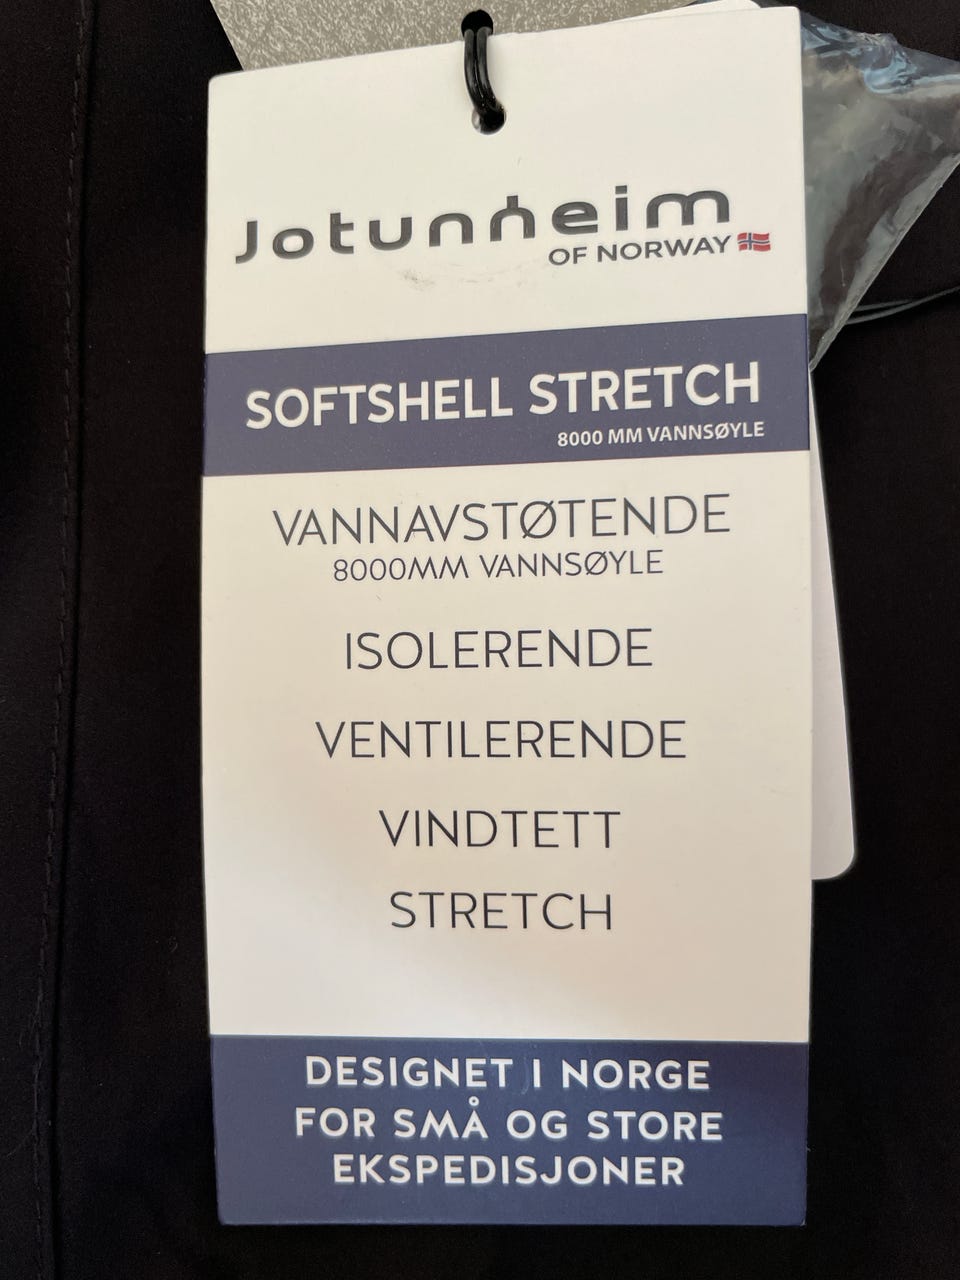 Jotunheim
OF NORWAY
SOFTSHELL STRETCH
8000 MM VANNSØYLE
VANNAVSTØTENDE
8000MM VANNSØYLE
ISOLERENDE
VENTILERENDE
VINDTETT
STRETCH
DESIGNET I NORGE
FOR SMÅ OG STORE
EKSPEDISJONER